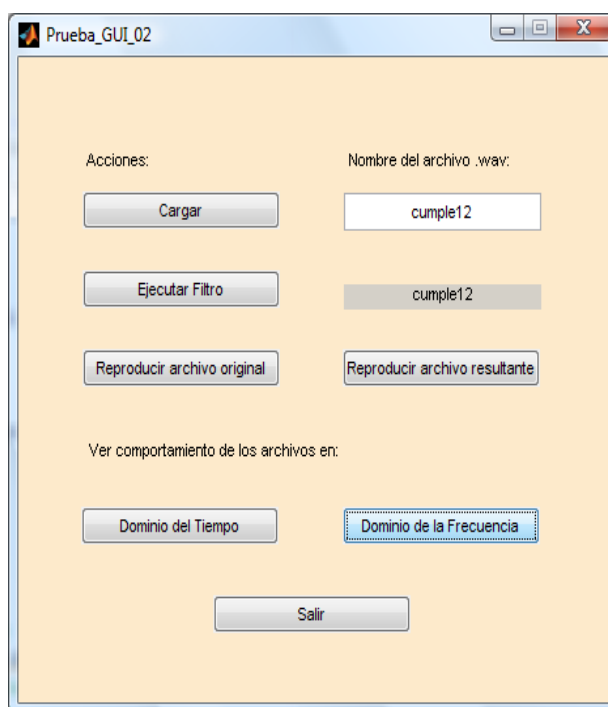 Prueba_GUI_02
Acciones:
Nombre del archivo .wav:
Cargar
cumple12
Ejecutar Filtro
cumple12
Reproducir archivo original
Reproducir archivo resultante
Ver comportamiento de los archivos en:
Dominio del Tiempo
Dominio de la Frecuencia
Salir